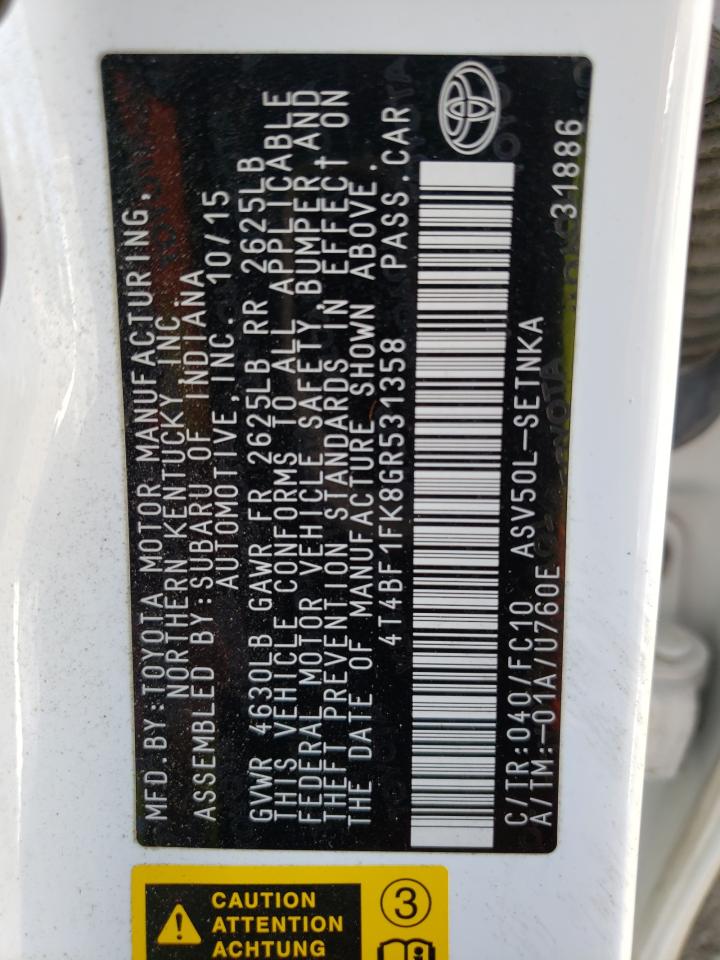 MFD.BY:TOYOTA MOTOR MANUFACTURING,
NORTHERN KENTUCKY INC.
ASSEMBLED BY:SUBARU OF INDIANA
AUTOMOTIVE,INC. 10/15
GVWR 4630LB GAWR FR 2625LB RR 2625LB
THIS VEHICLE CONFORMS TO ALL APPLICABLE
FEDERAL MOTOR VEHICLE SAFETY,BUMPER,AND
THEFT PREVENTION STANDARDS IN EFFECT ON
THE DATE OF MANUFACTURE SHOWN ABOVE.
4T4BF1FK8GR531358 PASS.CAR
C/TR:040/FC10 ASV50L-SETNKA
A/TM:-01A/U760E 31886
CAUTION
ATTENTION
ACHTUNG
3